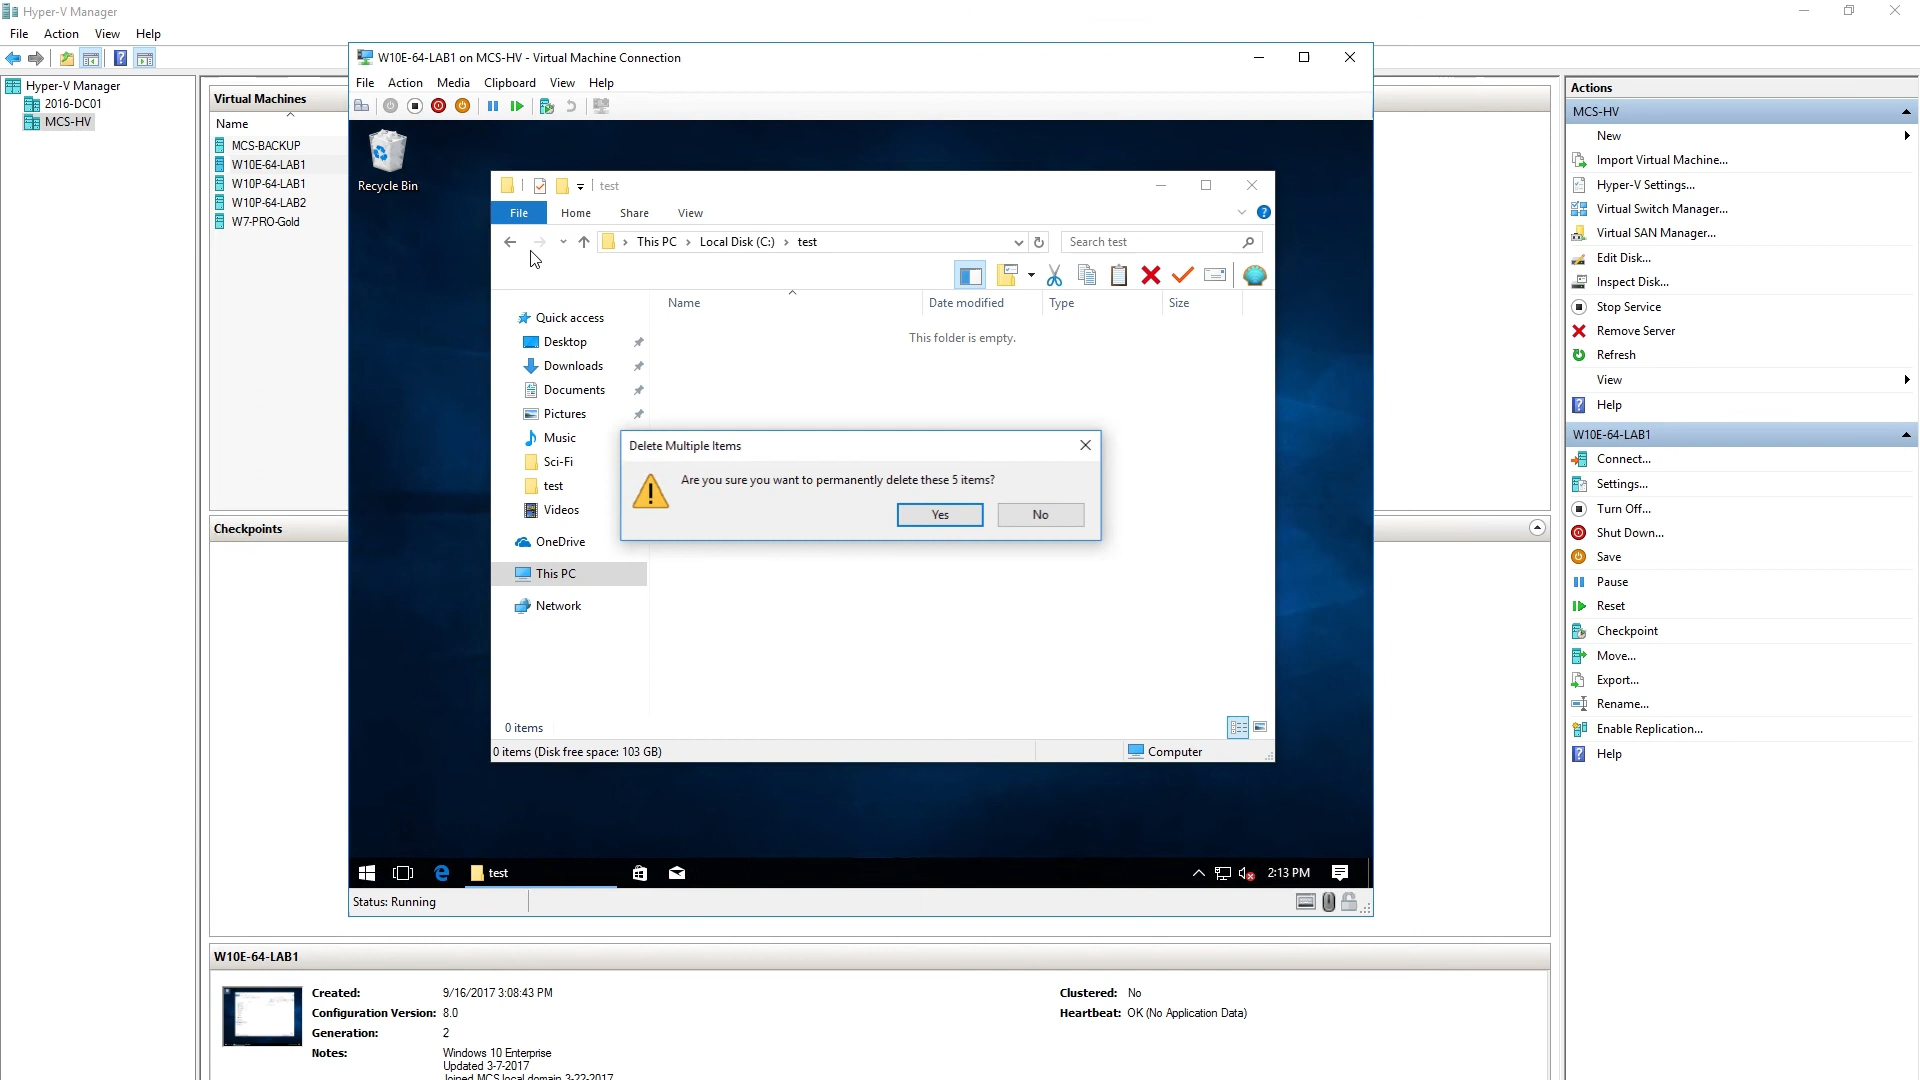 Hyper-V Manager
File Action View Help
Hyper-V Manager
2016-DC01
MCS-HV
Virtual Machines
Name
MCS-BACKUP
W10E-64-LAB1
W10P-64-LAB1
W10P-64-LAB2
W7-PRO-Gold
Checkpoints
W10E-64-LAB1 on MCS-HV - Virtual Machine Connection
File Action Media Clipboard View Help
Recycle Bin
test
File Home Share View
This PC Local Disk (C:) test
Search test
Name Date modified Type Size
This folder is empty.
Quick access
Desktop
Downloads
Documents
Pictures
Music
Sci-Fi
test
Videos
OneDrive
This PC
Network
Delete Multiple Items
Are you sure you want to permanently delete these 5 items?
Yes No
0 items
0 items (Disk free space: 103 GB)
Computer
test
2:13 PM
Status: Running
W10E-64-LAB1
Created: 9/16/2017 3:08:43 PM
Configuration Version: 8.0
Generation: 2
Notes: Windows 10 Enterprise
Updated 3-7-2017
Joined MCS.local domain 3-22-2017
Clustered: No
Heartbeat: OK (No Application Data)
Actions
MCS-HV
New
Import Virtual Machine...
Hyper-V Settings...
Virtual Switch Manager...
Virtual SAN Manager...
Edit Disk...
Inspect Disk...
Stop Service
Remove Server
Refresh
View
Help
W10E-64-LAB1
Connect...
Settings...
Turn Off...
Shut Down...
Save
Pause
Reset
Checkpoint
Move...
Export...
Rename...
Enable Replication...
Help